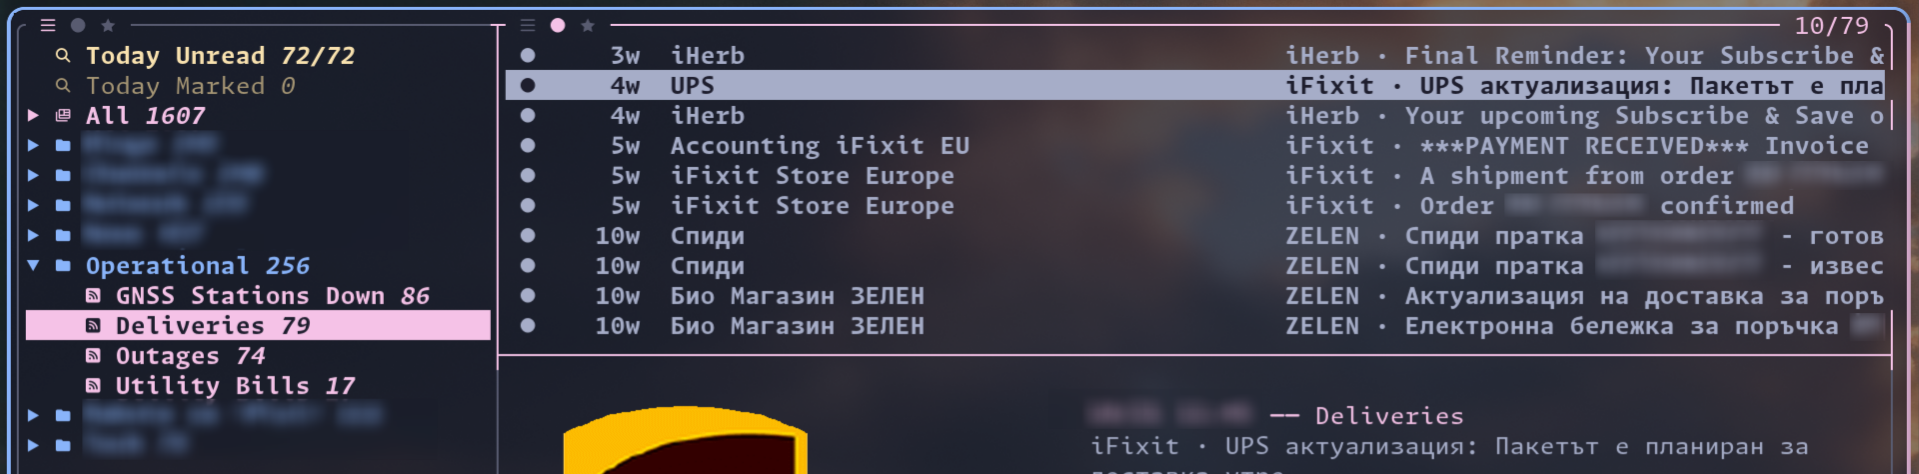 Today Unread 72/72
Today Marked 0
All 1607
Operational 256
GNSS Stations Down 86
Deliveries 79
Outages 74
Utility Bills 17
10/79
3w iHerb iHerb · Final Reminder: Your Subscribe &
4w UPS iFixit · UPS актуализация: Пакетът е пла
4w iHerb iHerb · Your upcoming Subscribe & Save o
5w Accounting iFixit EU iFixit · ***PAYMENT RECEIVED*** Invoice
5w iFixit Store Europe iFixit · A shipment from order
5w iFixit Store Europe iFixit · Order confirmed
10w Спиди ZELEN · Спиди пратка - готов
10w Спиди ZELEN · Спиди пратка - извес
10w Био Магазин ЗЕЛЕН ZELEN · Актуализация на доставка за поръ
10w Био Магазин ЗЕЛЕН ZELEN · Електронна бележка за поръчка
—— Deliveries
iFixit · UPS актуализация: Пакетът е планиран за
доставка утре